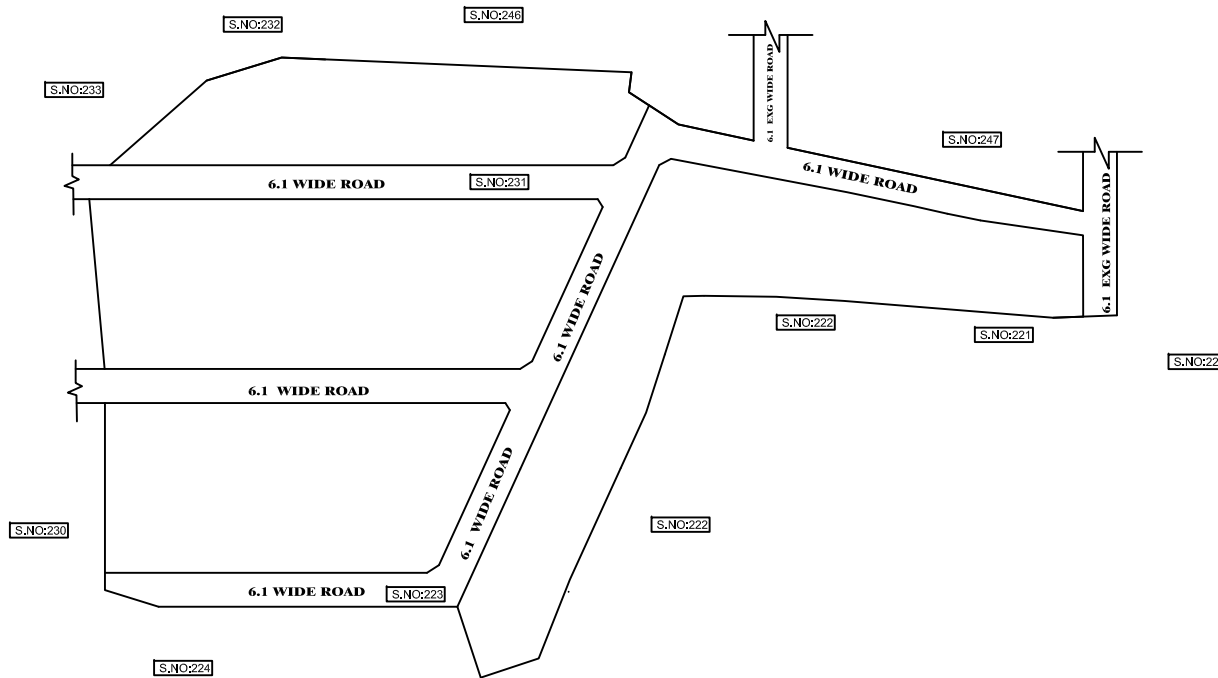 S.NO:232
S.NO:246
S.NO:233
6.1 EXG WIDE ROAD
S.NO:247
6.1 WIDE ROAD
S.NO:231
6.1 WIDE ROAD
6.1 EXG WIDE ROAD
6.1 WIDE ROAD
S.NO:222
S.NO:221
S.NO:22
6.1 WIDE ROAD
6.1 WIDE ROAD
S.NO:230
S.NO:222
6.1 WIDE ROAD
S.NO:223
S.NO:224